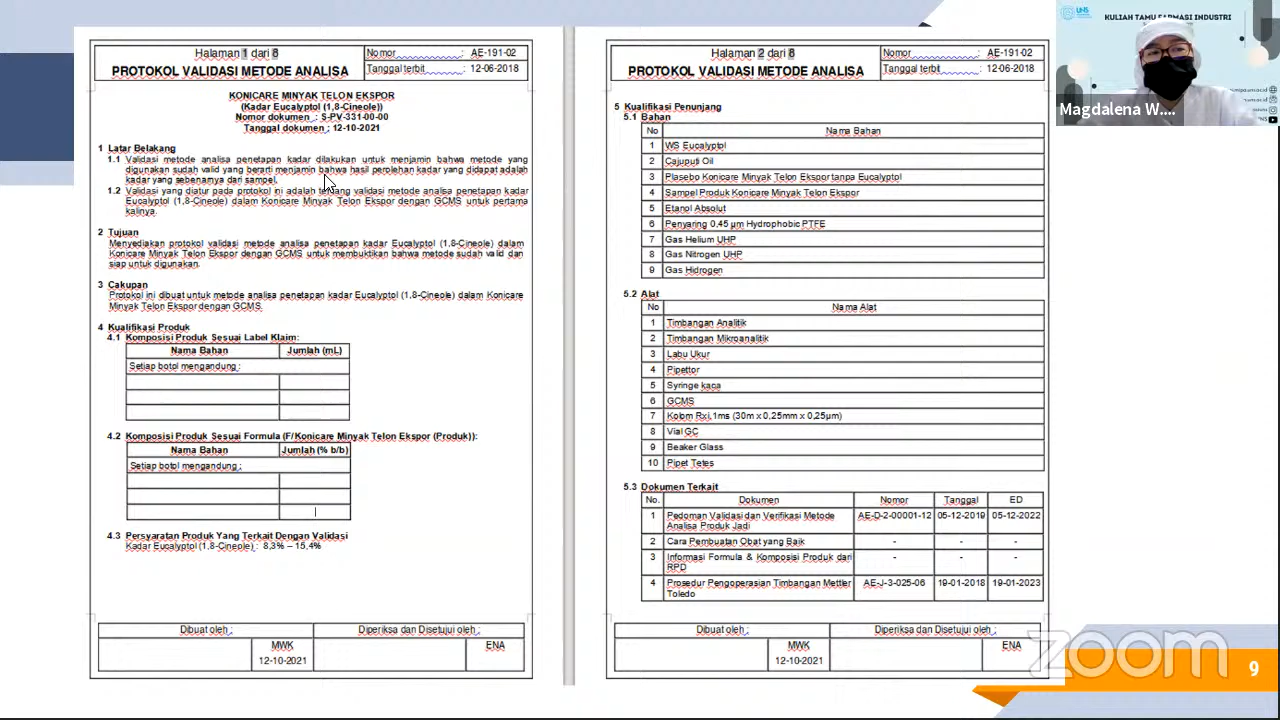 Halaman 1 dari 8
PROTOKOL VALIDASI METODE ANALISA
Nomor : AE-191-02
Tanggal terbit : 12-06-2018
KONICARE MINYAK TELON EKSPOR
(Kadar Eucalyptol (1,8-Cineole))
Nomor dokumen : S-PV-331-00-00
Tanggal dokumen : 12-10-2021
1 Latar Belakang
1.1 Validasi metode analisa penetapan kadar dilakukan untuk menjamin bahwa metode yang
digunakan sudah valid yang berarti menjamin bahwa hasil perolehan kadar yang didapat adalah
kadar yang sebenarnya dari sampel.
1.2 Validasi yang diatur pada protokol ini adalah tentang validasi metode analisa penetapan kadar
Eucalyptol (1,8-Cineole) dalam Konicare Minyak Telon Ekspor dengan GCMS untuk pertama
kalinya.
2 Tujuan
Menyediakan protokol validasi metode analisa penetapan kadar Eucalyptol (1,8-Cineole) dalam
Konicare Minyak Telon Ekspor dengan GCMS untuk membuktikan bahwa metode sudah valid dan
siap untuk digunakan.
3 Cakupan
Protokol ini dibuat untuk metode analisa penetapan kadar Eucalyptol (1,8-Cineole) dalam Konicare
Minyak Telon Ekspor dengan GCMS.
4 Kualifikasi Produk
4.1 Komposisi Produk Sesuai Label Klaim:
Nama Bahan Jumlah (mL)
Setiap botol mengandung :
4.2 Komposisi Produk Sesuai Formula (F/Konicare Minyak Telon Ekspor (Produk)):
Nama Bahan Jumlah (% b/b)
Setiap botol mengandung :
4.3 Persyaratan Produk Yang Terkait Dengan Validasi
Kadar Eucalyptol (1,8-Cineole) : 8,3% – 15,4%
Dibuat oleh : Diperiksa dan Disetujui oleh :
MWK ENA
12-10-2021
Halaman 2 dari 8
PROTOKOL VALIDASI METODE ANALISA
Nomor : AE-191-02
Tanggal terbit : 12-06-2018
5 Kualifikasi Penunjang
5.1 Bahan
No Nama Bahan
1 WS Eucalyptol
2 Cajuputi Oil
3 Plasebo Konicare Minyak Telon Ekspor tanpa Eucalyptol
4 Sampel Produk Konicare Minyak Telon Ekspor
5 Etanol Absolut
6 Penyaring 0,45 µm Hydrophobic PTFE
7 Gas Helium UHP
8 Gas Nitrogen UHP
9 Gas Hidrogen
5.2 Alat
No Nama Alat
1 Timbangan Analitik
2 Timbangan Mikroanalitik
3 Labu Ukur
4 Pipettor
5 Syringe kaca
6 GCMS
7 Kolom Rxi,1ms (30m x 0,25mm x 0,25µm)
8 Vial GC
9 Beaker Glass
10 Pipet Tetes
5.3 Dokumen Terkait
No. Dokumen Nomor Tanggal ED
1 Pedoman Validasi dan Verifikasi Metode AE-D-2-00001-12 05-12-2019 05-12-2022
Analisa Produk Jadi
2 Cara Pembuatan Obat yang Baik - - -
3 Informasi Formula & Komposisi Produk dari - - -
RPD
4 Prosedur Pengoperasian Timbangan Mettler AE-J-3-025-06 19-01-2018 19-01-2023
Toledo
Dibuat oleh : Diperiksa dan Disetujui oleh :
MWK ENA
12-10-2021
UNS
KULIAH TAMU FARMASI INDUSTRI
Magdalena W....
zoom
9